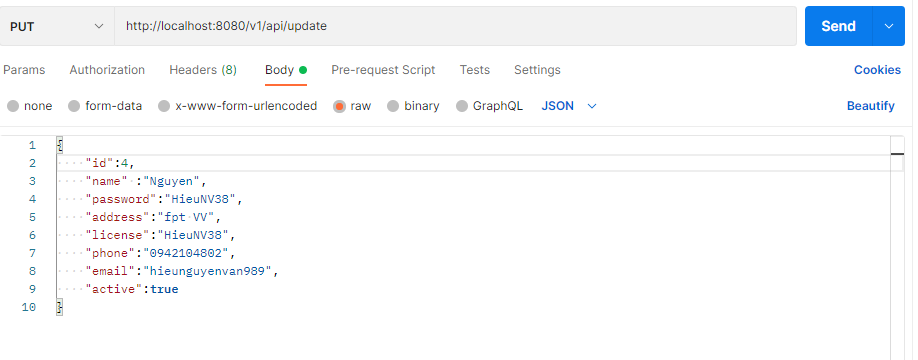 PUT http://localhost:8080/v1/api/update Send
Params Authorization Headers (8) Body Pre-request Script Tests Settings Cookies
none form-data x-www-form-urlencoded raw binary GraphQL JSON Beautify
1 {
2 "id":4,
3 "name" :"Nguyen",
4 "password":"HieuNV38",
5 "address":"fpt VV",
6 "license":"HieuNV38",
7 "phone":"0942104802",
8 "email":"hieunguyenvan989",
9 "active":true
10 }